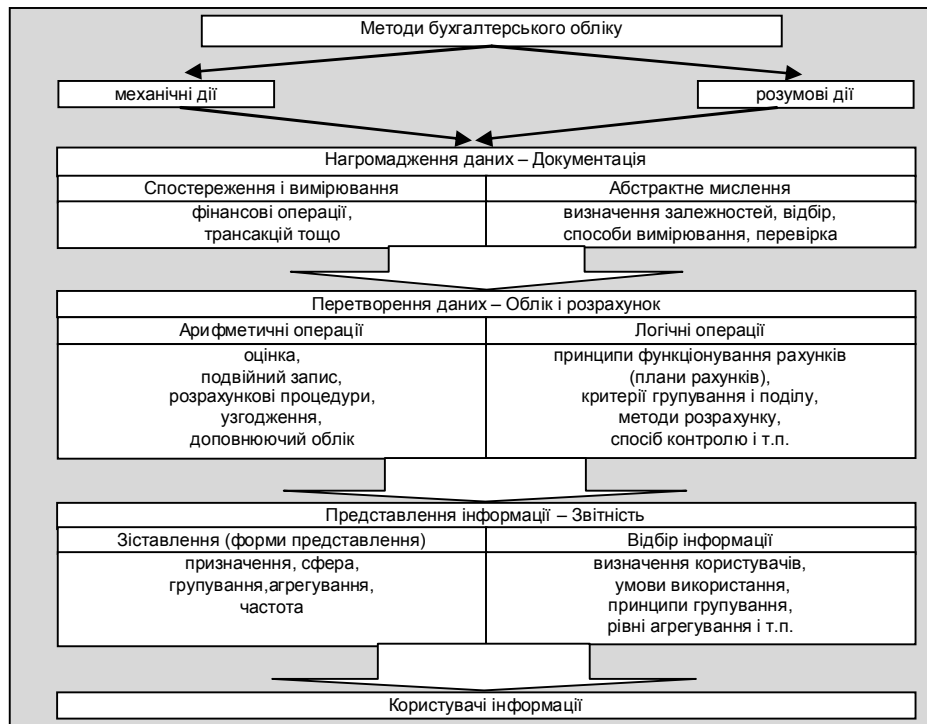 Методи бухгалтерського обліку
механічні дії
розумові дії
Нагромадження даних – Документація
Спостереження і вимірювання
фінансові операції,
трансакцій тощо
Абстрактне мислення
визначення залежностей, відбір,
способи вимірювання, перевірка
Перетворення даних – Облік і розрахунок
Арифметичні операції
оцінка,
подвійний запис,
розрахункові процедури,
узгодження,
доповнюючий облік
Логічні операції
принципи функціонування рахунків
(плани рахунків),
критерії групування і поділу,
методи розрахунку,
спосіб контролю і т.п.
Представлення інформації – Звітність
Зіставлення (форми представлення)
призначення, сфера,
групування,агрегування,
частота
Відбір інформації
визначення користувачів,
умови використання,
принципи групування,
рівні агрегування і т.п.
Користувачі інформації